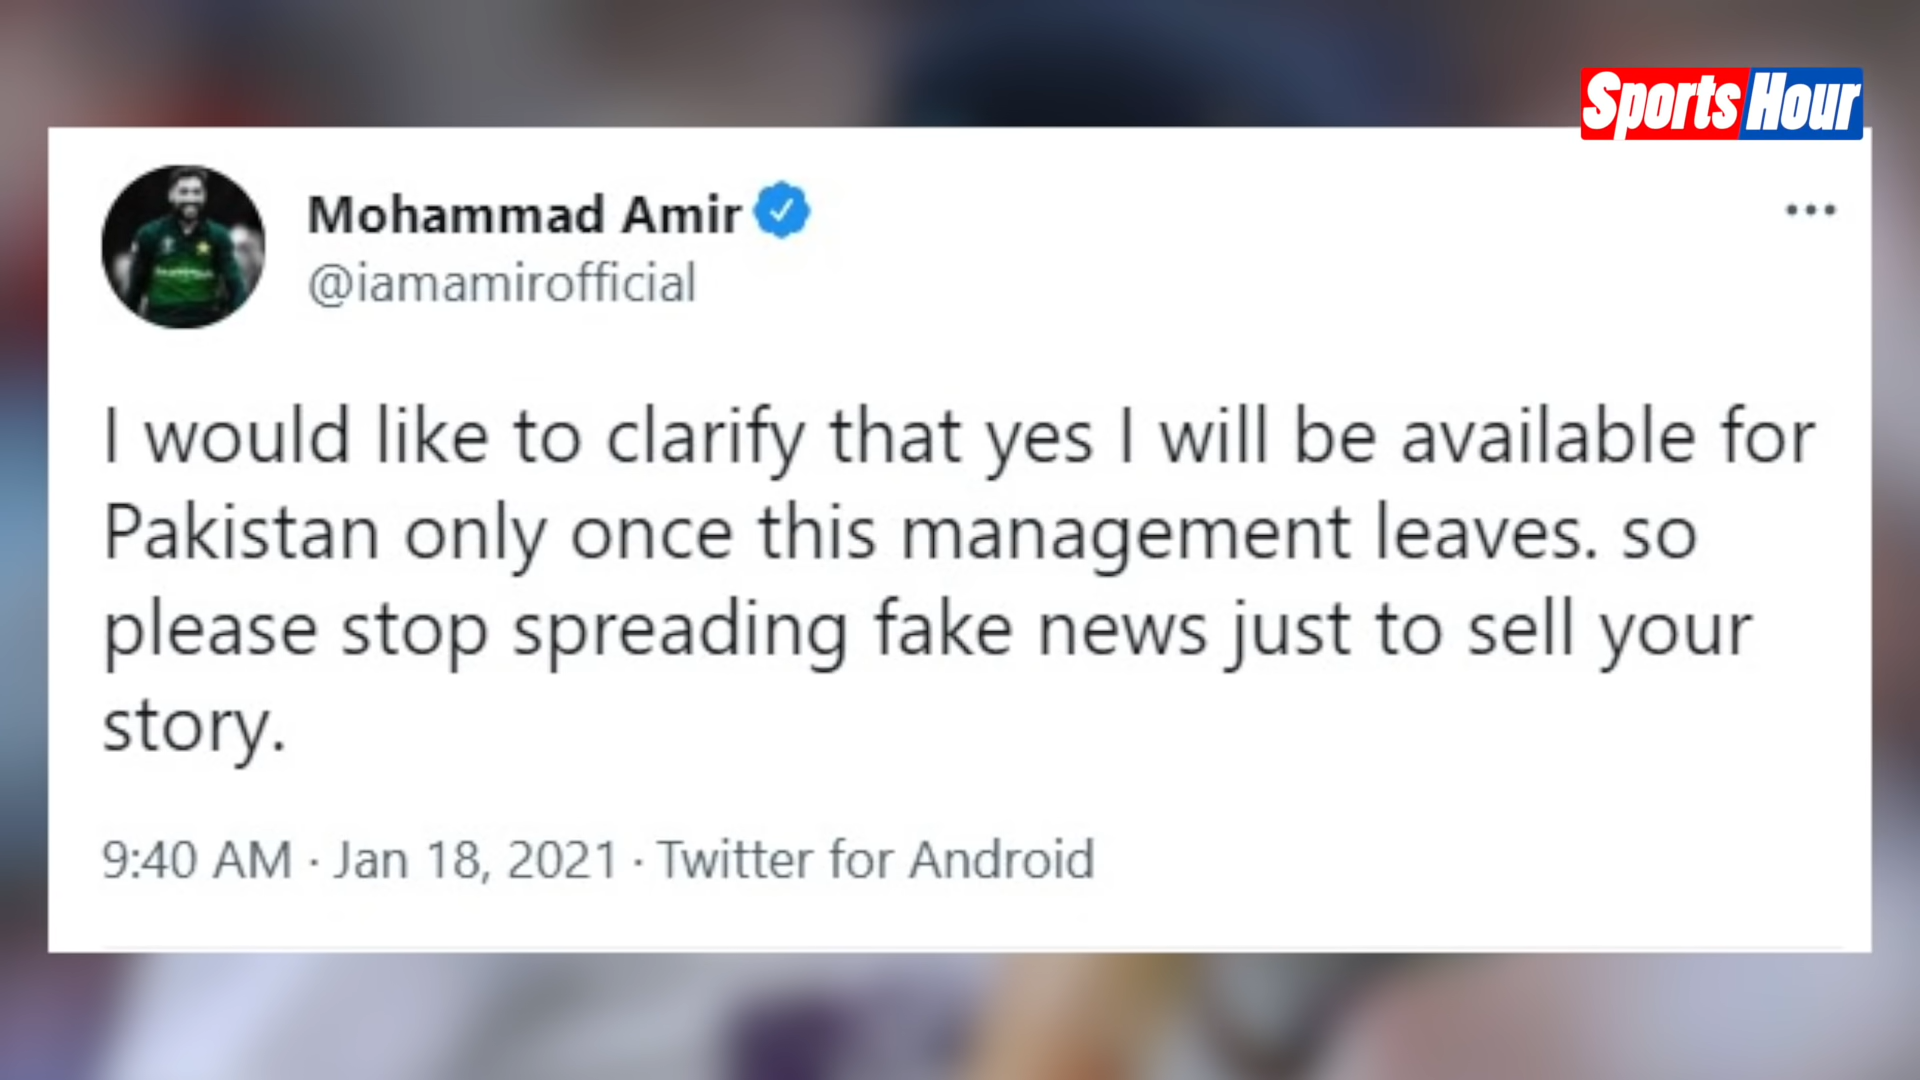 SportsHour
Mohammad Amir
@iamamirofficial
I would like to clarify that yes I will be available for
Pakistan only once this management leaves. so
please stop spreading fake news just to sell your
story.
9:40 AM · Jan 18, 2021 · Twitter for Android